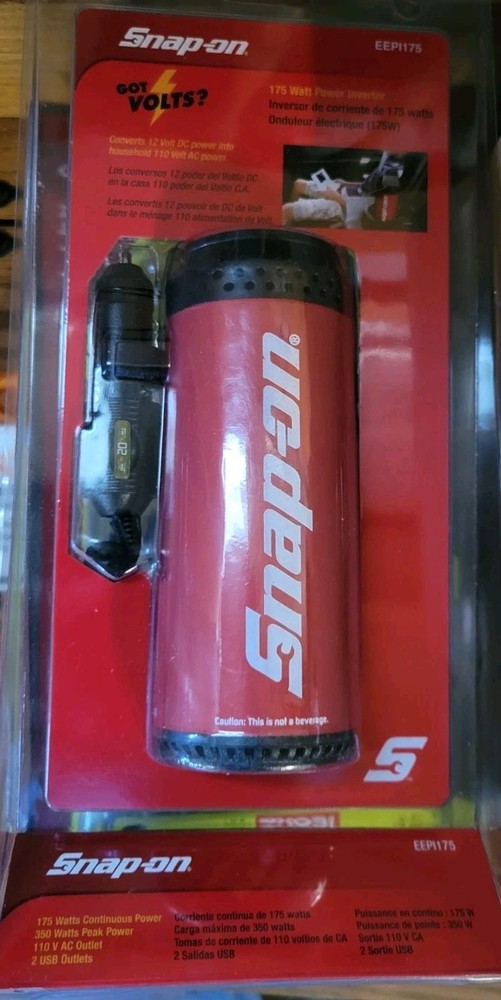 Snap-on
EEPI175
GOT
VOLTS?
175 Watt Power Inverter
Inversor de corriente de 175 watts
Onduleur électrique (175W)
Converts 12 Volt DC power into
household 110 Volt AC power.
Los conversos 12 poder del Voltio DC
en la casa 110 poder del Voltio C.A.
Les convertis 12 pouvoir de DC de Volt
dans le ménage 110 alimentation de Volt.
20
Snap-on®
Caution: This is not a beverage.
S
Snap-on
EEPI175
175 Watts Continuous Power
350 Watts Peak Power
110 V AC Outlet
2 USB Outlets
Corriente continua de 175 watts
Carga máxima de 350 watts
Tomas de corriente de 110 voltios de CA
2 Salidas USB
Puissance en continu : 175 W
Puissance de pointe : 350 W
Sortie 110 V CA
2 Sortie USB